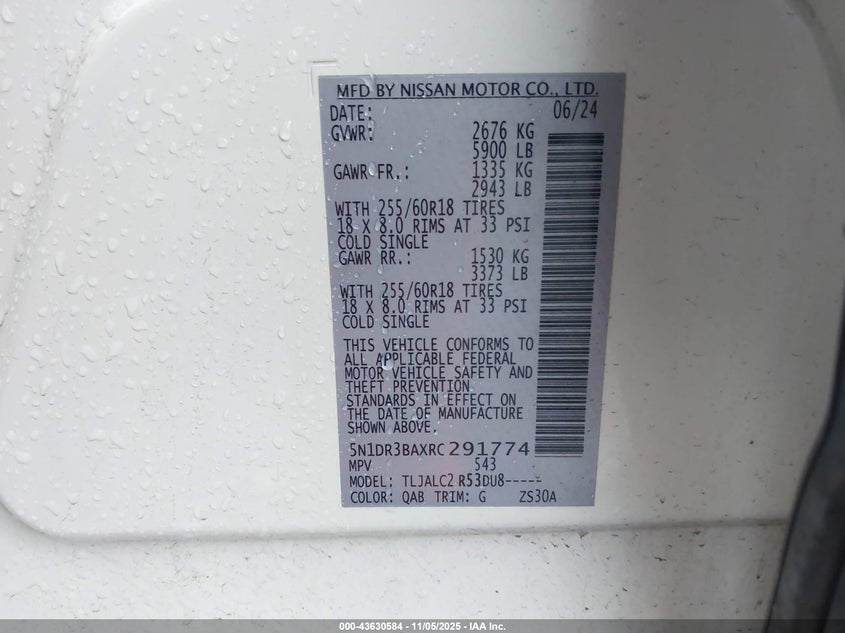 MFD BY NISSAN MOTOR CO., LTD.
DATE: 06/24
GVWR: 2676 KG
5900 LB
GAWR FR.: 1335 KG
2943 LB
WITH 255/60R18 TIRES
18 X 8.0 RIMS AT 33 PSI
COLD SINGLE
GAWR RR.: 1530 KG
3373 LB
WITH 255/60R18 TIRES
18 X 8.0 RIMS AT 33 PSI
COLD SINGLE
THIS VEHICLE CONFORMS TO
ALL APPLICABLE FEDERAL
MOTOR VEHICLE SAFETY AND
THEFT PREVENTION
STANDARDS IN EFFECT ON
THE DATE OF MANUFACTURE
SHOWN ABOVE.
5N1DR3BAXRC291774
MPV 543
MODEL: TLJALC2 R53DU8-----
COLOR: QAB TRIM: G ZS30A
000-43630584 - 11/05/2025 - IAA Inc.